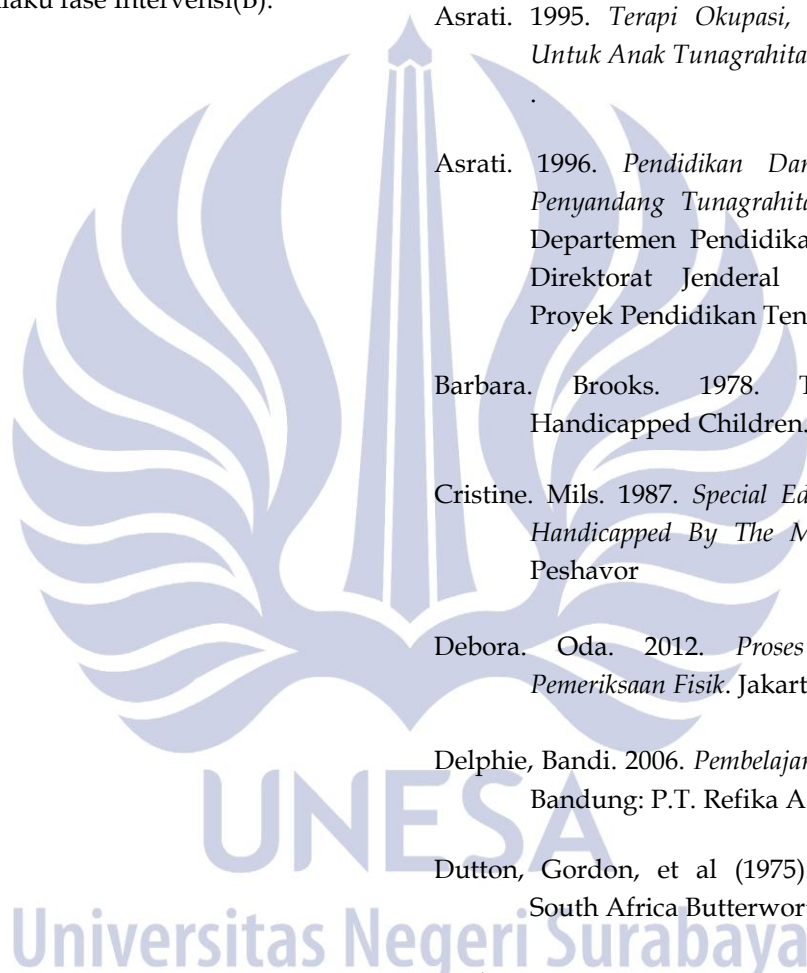 laku fase Intervensi(B).
Asrati. 1995. Terapi Okupasi,
Untuk Anak Tunagrahita
.
Asrati. 1996. Pendidikan Dan
Penyandang Tunagrahita
Departemen Pendidika
Direktorat Jenderal
Proyek Pendidikan Ten
Barbara. Brooks. 1978. T
Handicapped Children.
Cristine. Mils. 1987. Special Ed
Handicapped By The M
Peshavor
Debora. Oda. 2012. Proses
Pemeriksaan Fisik. Jakart
Delphie, Bandi. 2006. Pembelajar
Bandung: P.T. Refika A
Dutton, Gordon, et al (1975)
South Africa Butterwor
UNESA
Universitas Negeri Surabaya